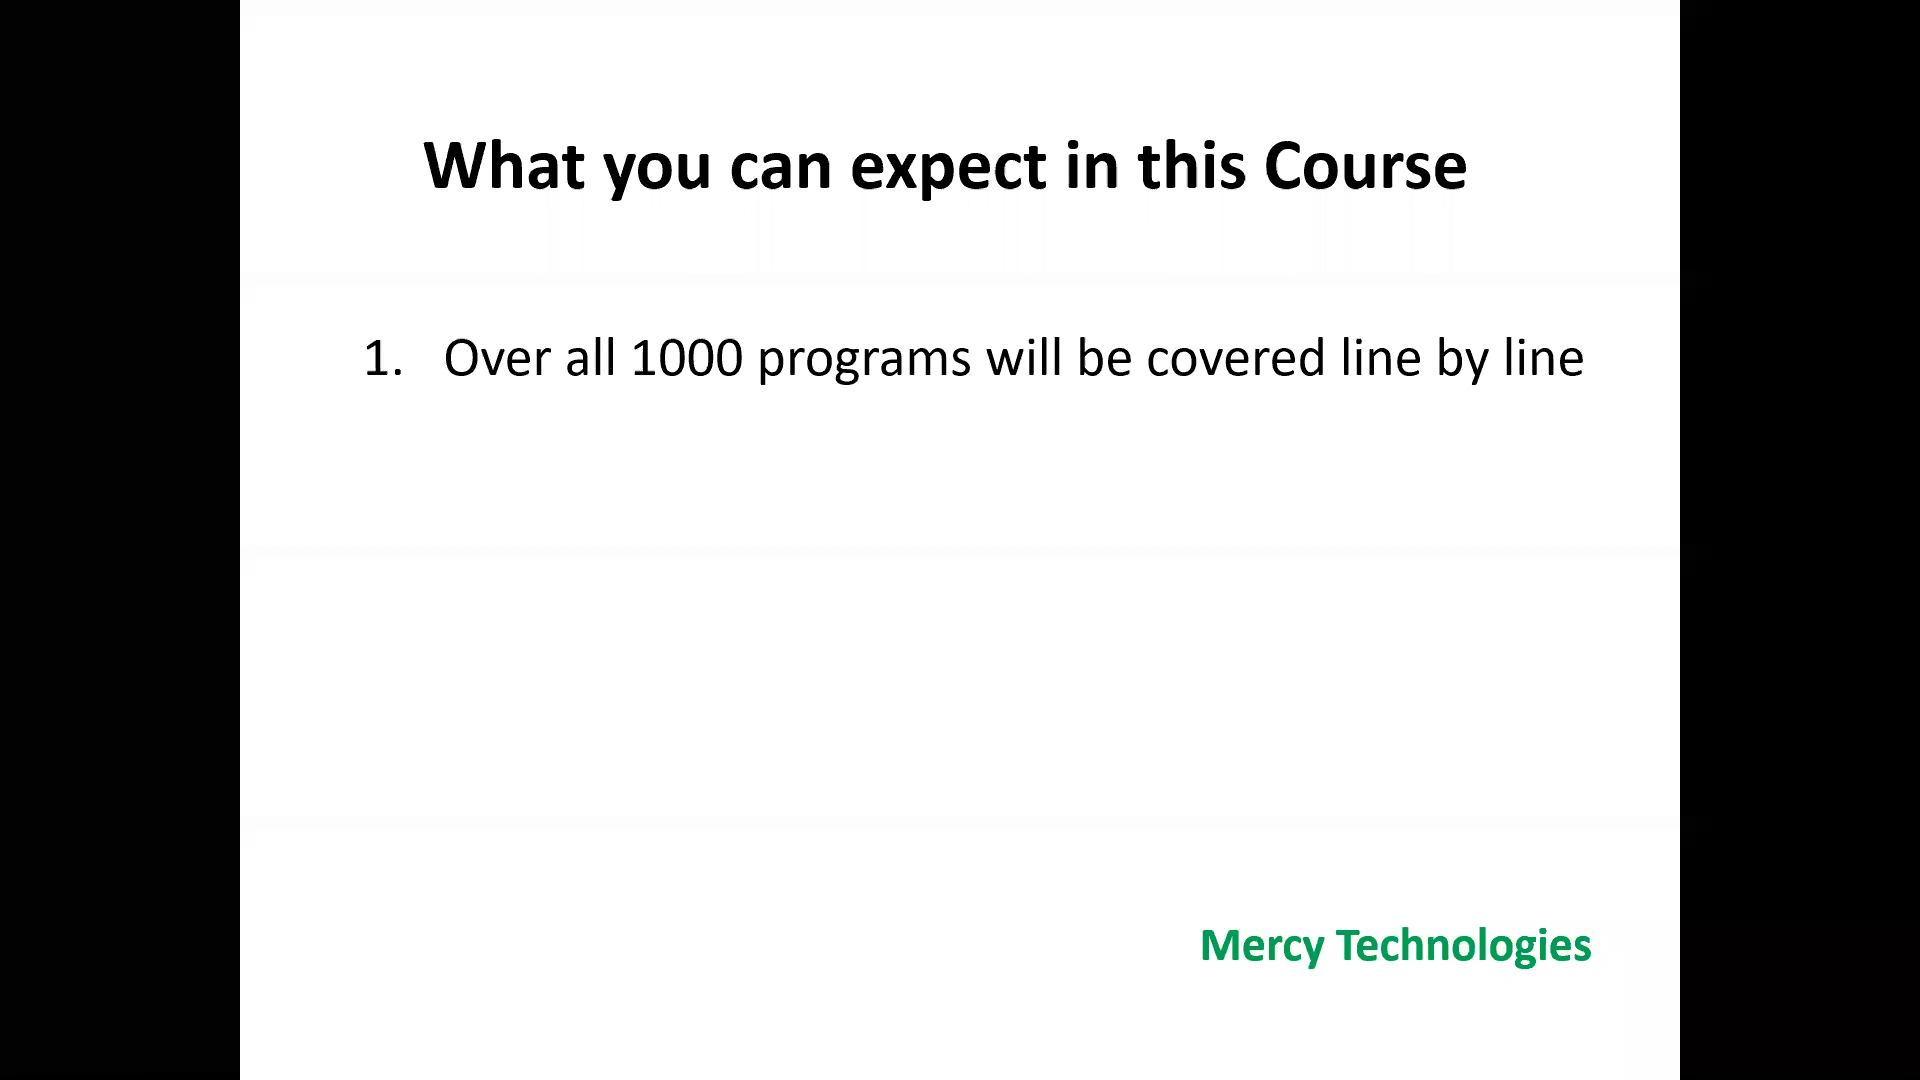 What you can expect in this Course
1. Over all 1000 programs will be covered line by line
Mercy Technologies